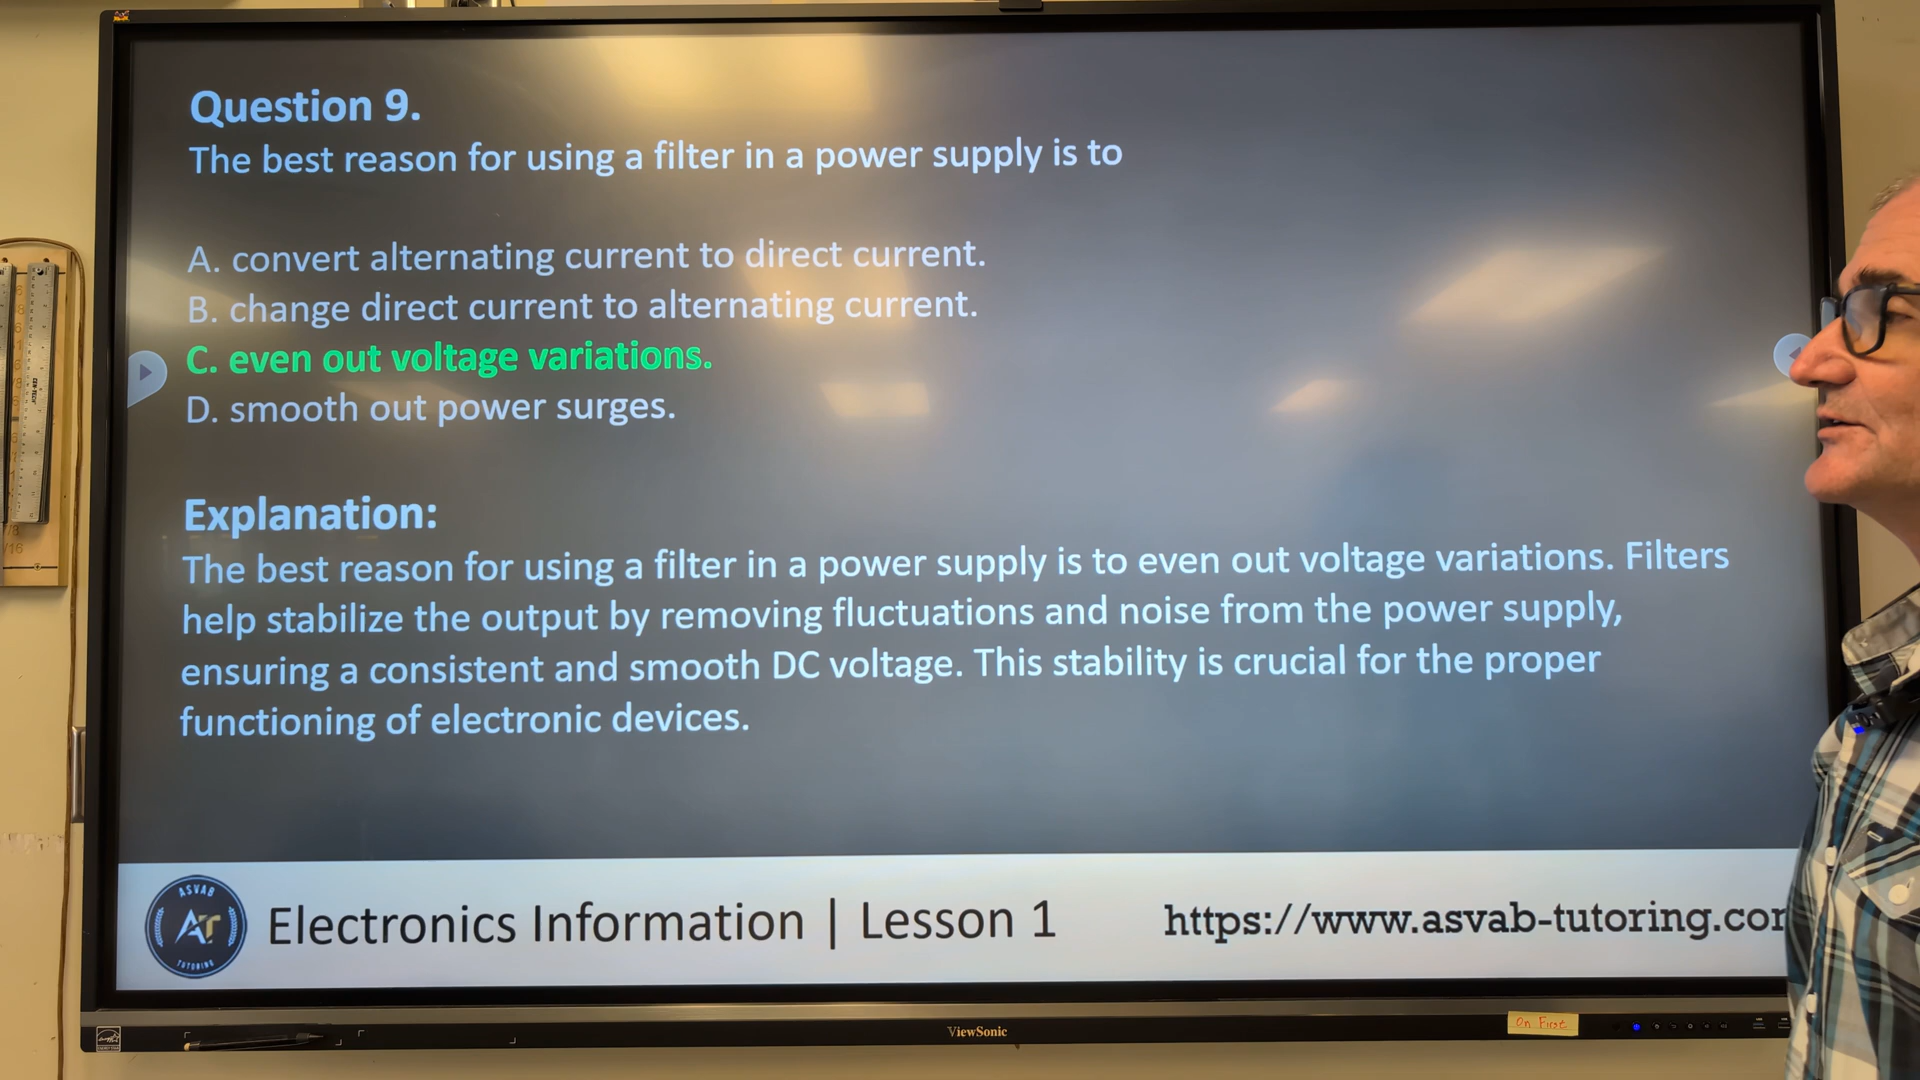 Question 9.
The best reason for using a filter in a power supply is to
A. convert alternating current to direct current.
B. change direct current to alternating current.
C. even out voltage variations.
D. smooth out power surges.
Explanation:
The best reason for using a filter in a power supply is to even out voltage variations. Filters
help stabilize the output by removing fluctuations and noise from the power supply,
ensuring a consistent and smooth DC voltage. This stability is crucial for the proper
functioning of electronic devices.
ASVAB
AT
TUTORING
Electronics Information | Lesson 1
https://www.asvab-tutoring.com
ViewSonic
On First